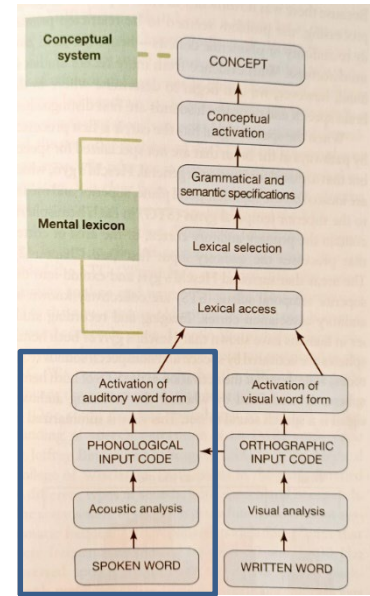 Conceptual
system
CONCEPT
Conceptual
activation
Grammatical and
semantic specifications
Mental lexicon
Lexical selection
Lexical access
Activation of
auditory word form
Activation of
visual word form
PHONOLOGICAL
INPUT CODE
ORTHOGRAPHIC
INPUT CODE
Acoustic analysis
Visual analysis
SPOKEN WORD
WRITTEN WORD